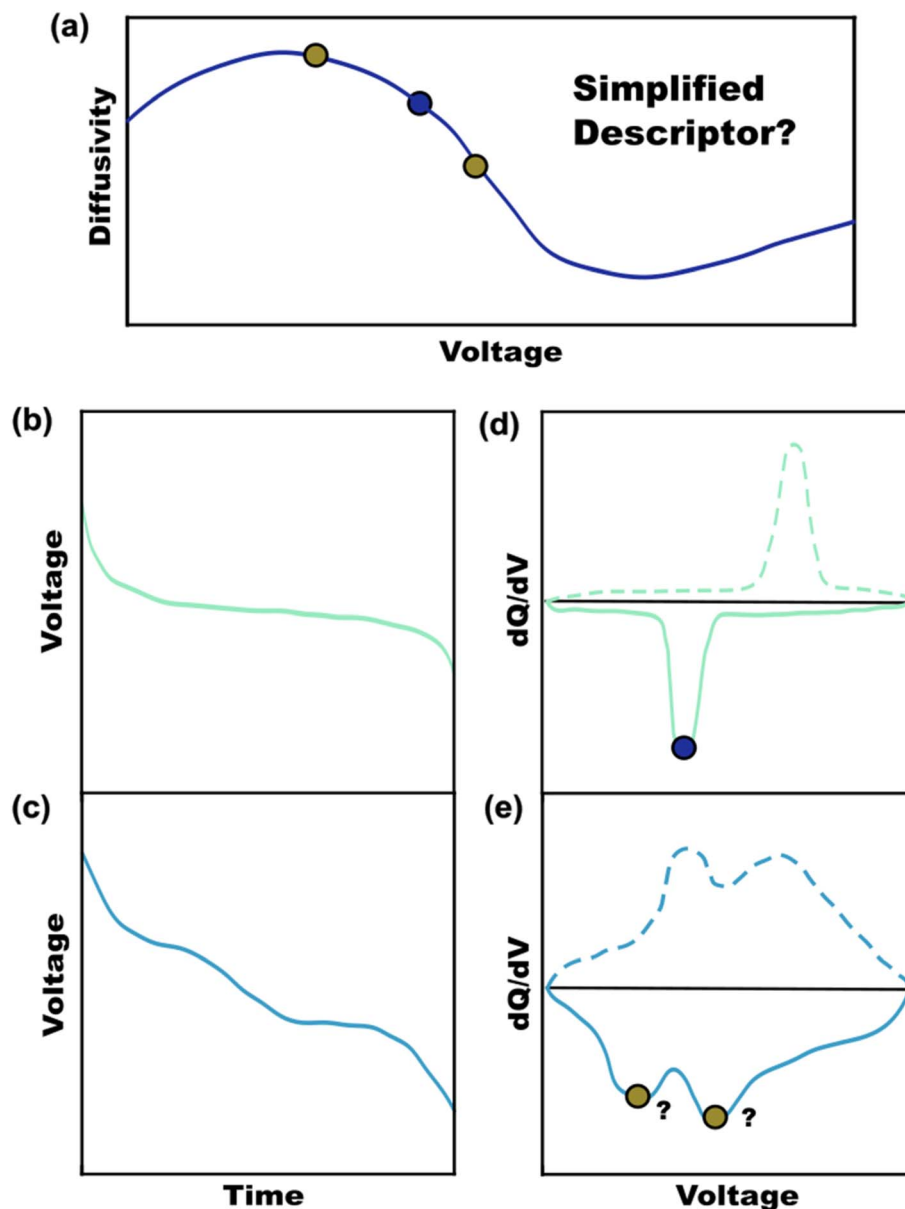 (a)
Simplified
Descriptor?
Diffusivity
Voltage
(b)
Voltage
(d)
dQ/dV
(c)
Voltage
Time
(e)
dQ/dV
?
?
Voltage